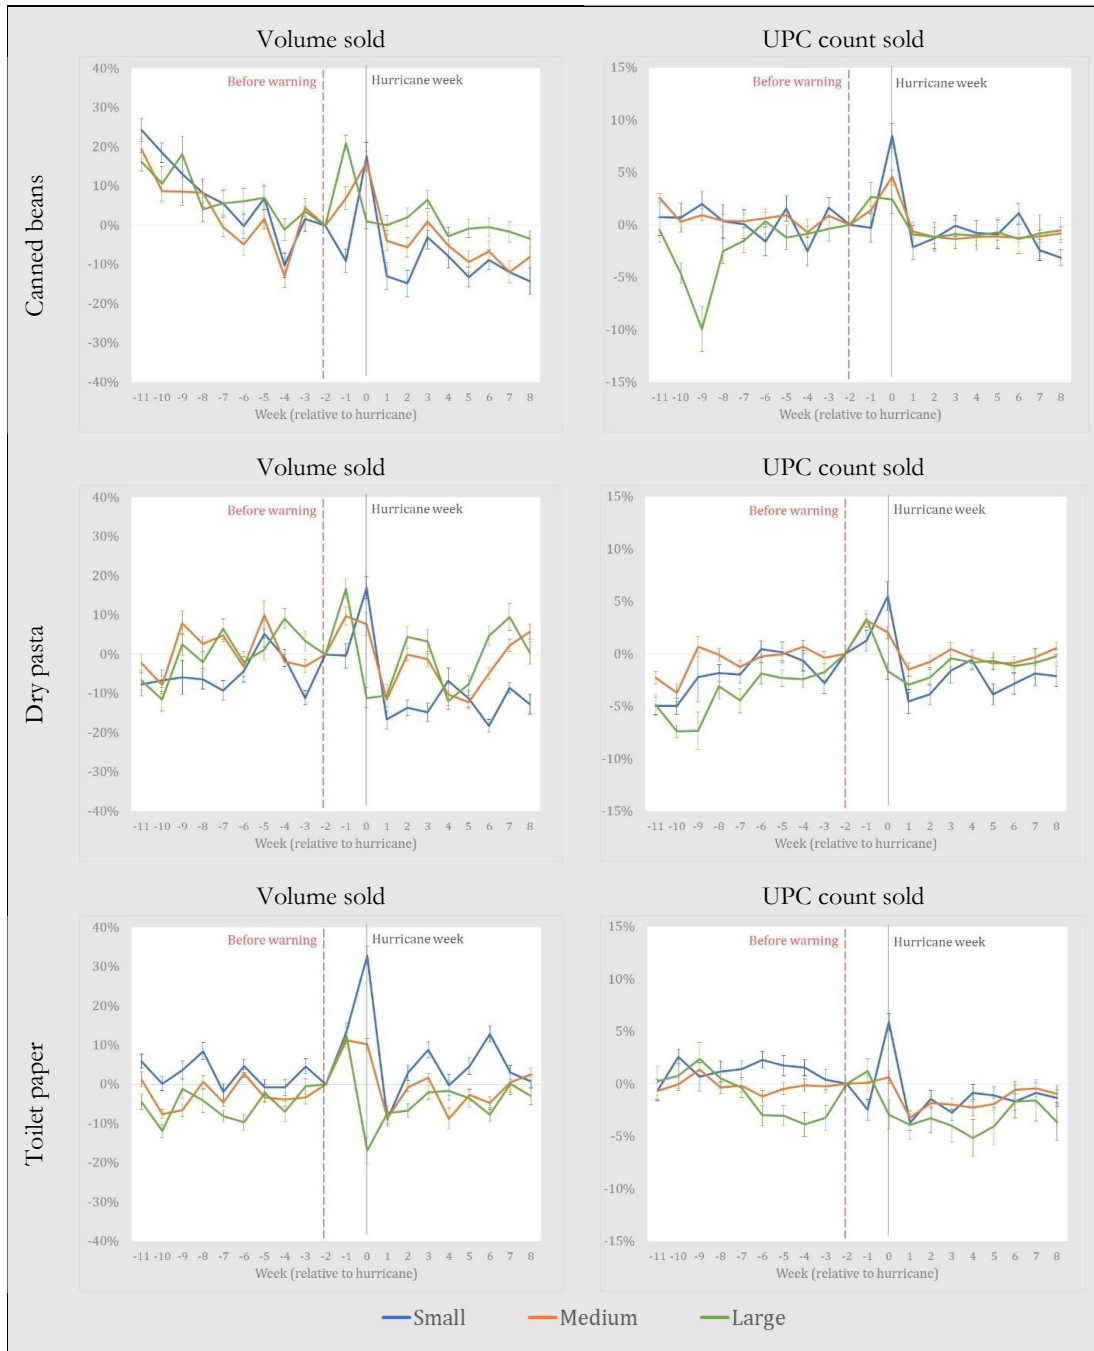 Volume sold
UPC count sold
Canned beans
40%
30%
20%
10%
0%
-10%
-20%
-30%
-40%
Before warning
Hurricane week
-11 -10 -9 -8 -7 -6 -5 -4 -3 -2 -1 0 1 2 3 4 5 6 7 8
Week (relative to hurricane)
15%
10%
5%
0%
-5%
-10%
-15%
Before warning
Hurricane week
-11 -10 -9 -8 -7 -6 -5 -4 -3 -2 -1 0 1 2 3 4 5 6 7 8
Week (relative to hurricane)
Volume sold
UPC count sold
Dry pasta
40%
30%
20%
10%
0%
-10%
-20%
-30%
-40%
Before warning
Hurricane week
-11 -10 -9 -8 -7 -6 -5 -4 -3 -2 -1 0 1 2 3 4 5 6 7 8
Week (relative to hurricane)
15%
10%
5%
0%
-5%
-10%
-15%
Before warning
Hurricane week
-11 -10 -9 -8 -7 -6 -5 -4 -3 -2 -1 0 1 2 3 4 5 6 7 8
Week (relative to hurricane)
Volume sold
UPC count sold
Toilet paper
40%
30%
20%
10%
0%
-10%
-20%
-30%
-40%
Before warning
Hurricane week
-11 -10 -9 -8 -7 -6 -5 -4 -3 -2 -1 0 1 2 3 4 5 6 7 8
Week (relative to hurricane)
15%
10%
5%
0%
-5%
-10%
-15%
Before warning
Hurricane week
-11 -10 -9 -8 -7 -6 -5 -4 -3 -2 -1 0 1 2 3 4 5 6 7 8
Week (relative to hurricane)
Small
Medium
Large